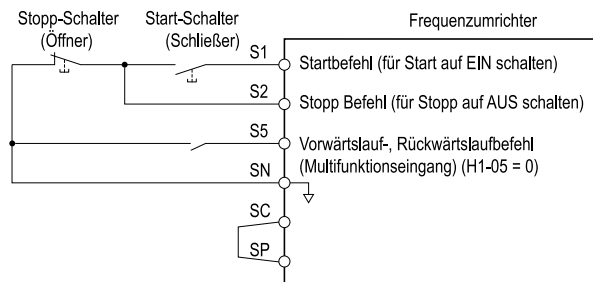 Stopp-Schalter
(Öffner)
Start-Schalter
(Schließer)
Frequenzumrichter
S1
Startbefehl (für Start auf EIN schalten)
S2
Stopp Befehl (für Stopp auf AUS schalten)
S5
Vorwärtslauf-, Rückwärtslaufbefehl
(Multifunktionseingang) (H1-05 = 0)
SN
SC
SP